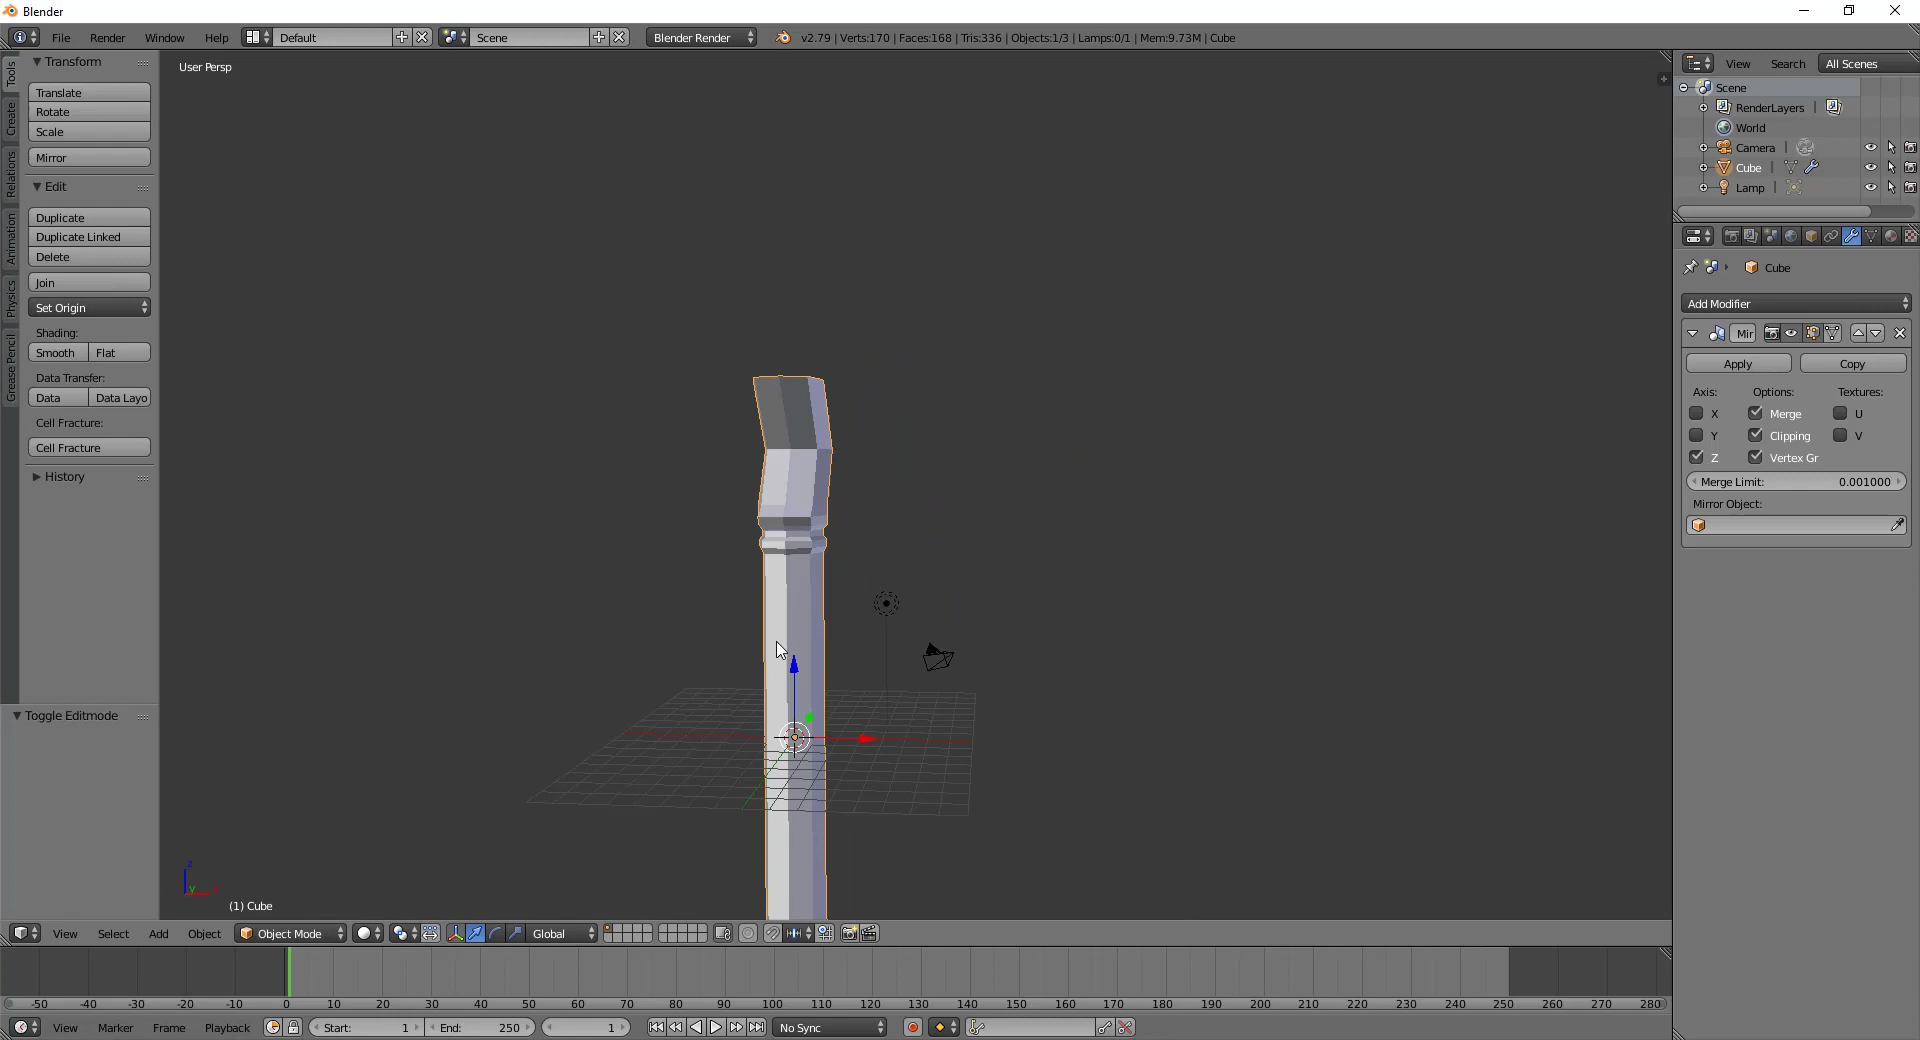 Blender
File Render Window Help Default Scene Blender Render v2.79 | Verts:170 | Faces:168 | Tris:336 | Objects:1/3 | Lamps:0/1 | Mem:9.73M | Cube
Tools
Create
Relations
Animation
Physics
Grease Pencil
Transform
Translate
Rotate
Scale
Mirror
Edit
Duplicate
Duplicate Linked
Delete
Join
Set Origin
Shading:
Smooth Flat
Data Transfer:
Data Data Layo
Cell Fracture:
Cell Fracture
History
Toggle Editmode
User Persp
z
y
(1) Cube
View Search All Scenes
Scene
RenderLayers |
World
Camera |
Cube |
Lamp |
Cube
Add Modifier
Mir
Apply Copy
Axis: Options: Textures:
X Merge U
Y Clipping V
Z Vertex Gr
Merge Limit: 0.001000
Mirror Object:
View Select Add Object Object Mode Global
-50 -40 -30 -20 -10 0 10 20 30 40 50 60 70 80 90 100 110 120 130 140 150 160 170 180 190 200 210 220 230 240 250 260 270 280
View Marker Frame Playback Start: 1 End: 250 1 No Sync